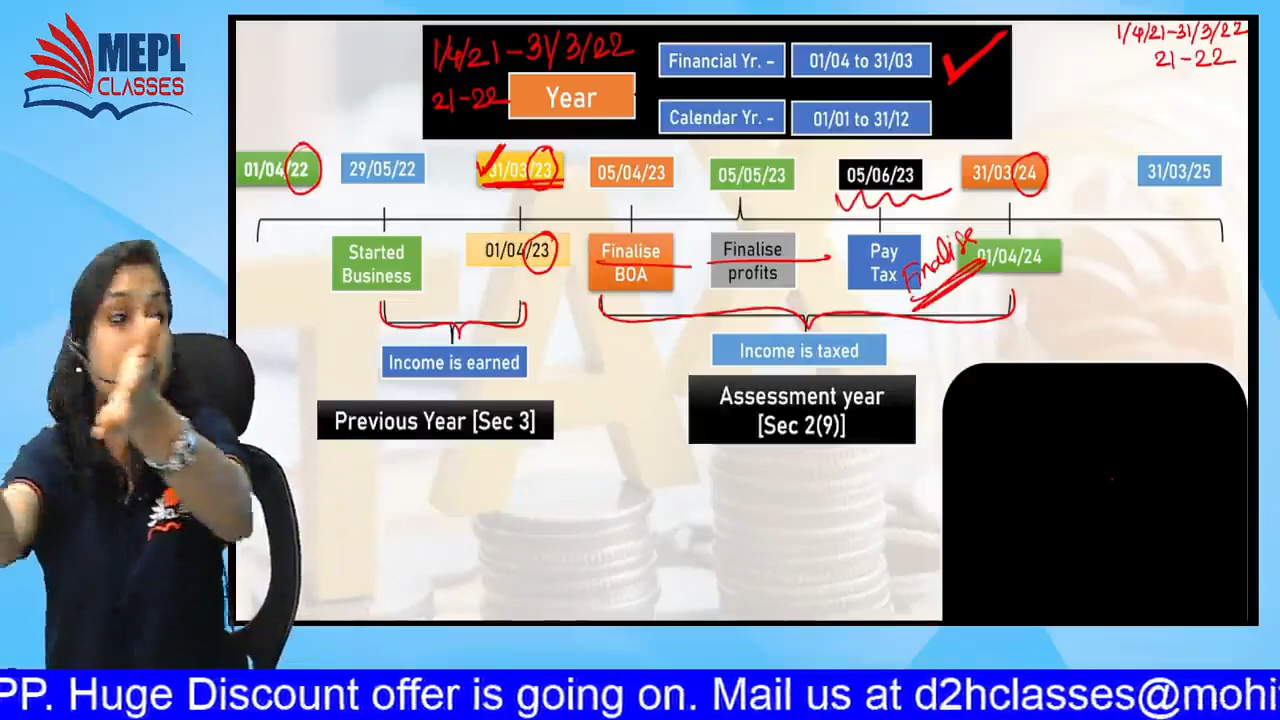 MEPL
CLASSES
1/4/21-31/3/22
21-22
Year
Financial Yr. -
01/04 to 31/03
Calendar Yr. -
01/01 to 31/12
1/4/21-31/3/22
21-22
01/04/22
29/05/22
31/03/23
05/04/23
05/05/23
05/06/23
31/03/24
31/03/25
Started
Business
01/04/23
Finalise
BOA
Finalise
profits
Pay
Tax
Finalise
01/04/24
Income is earned
Income is taxed
Previous Year [Sec 3]
Assessment year
[Sec 2(9)]
PP. Huge Discount offer is going on. Mail us at d2hclasses@mohi